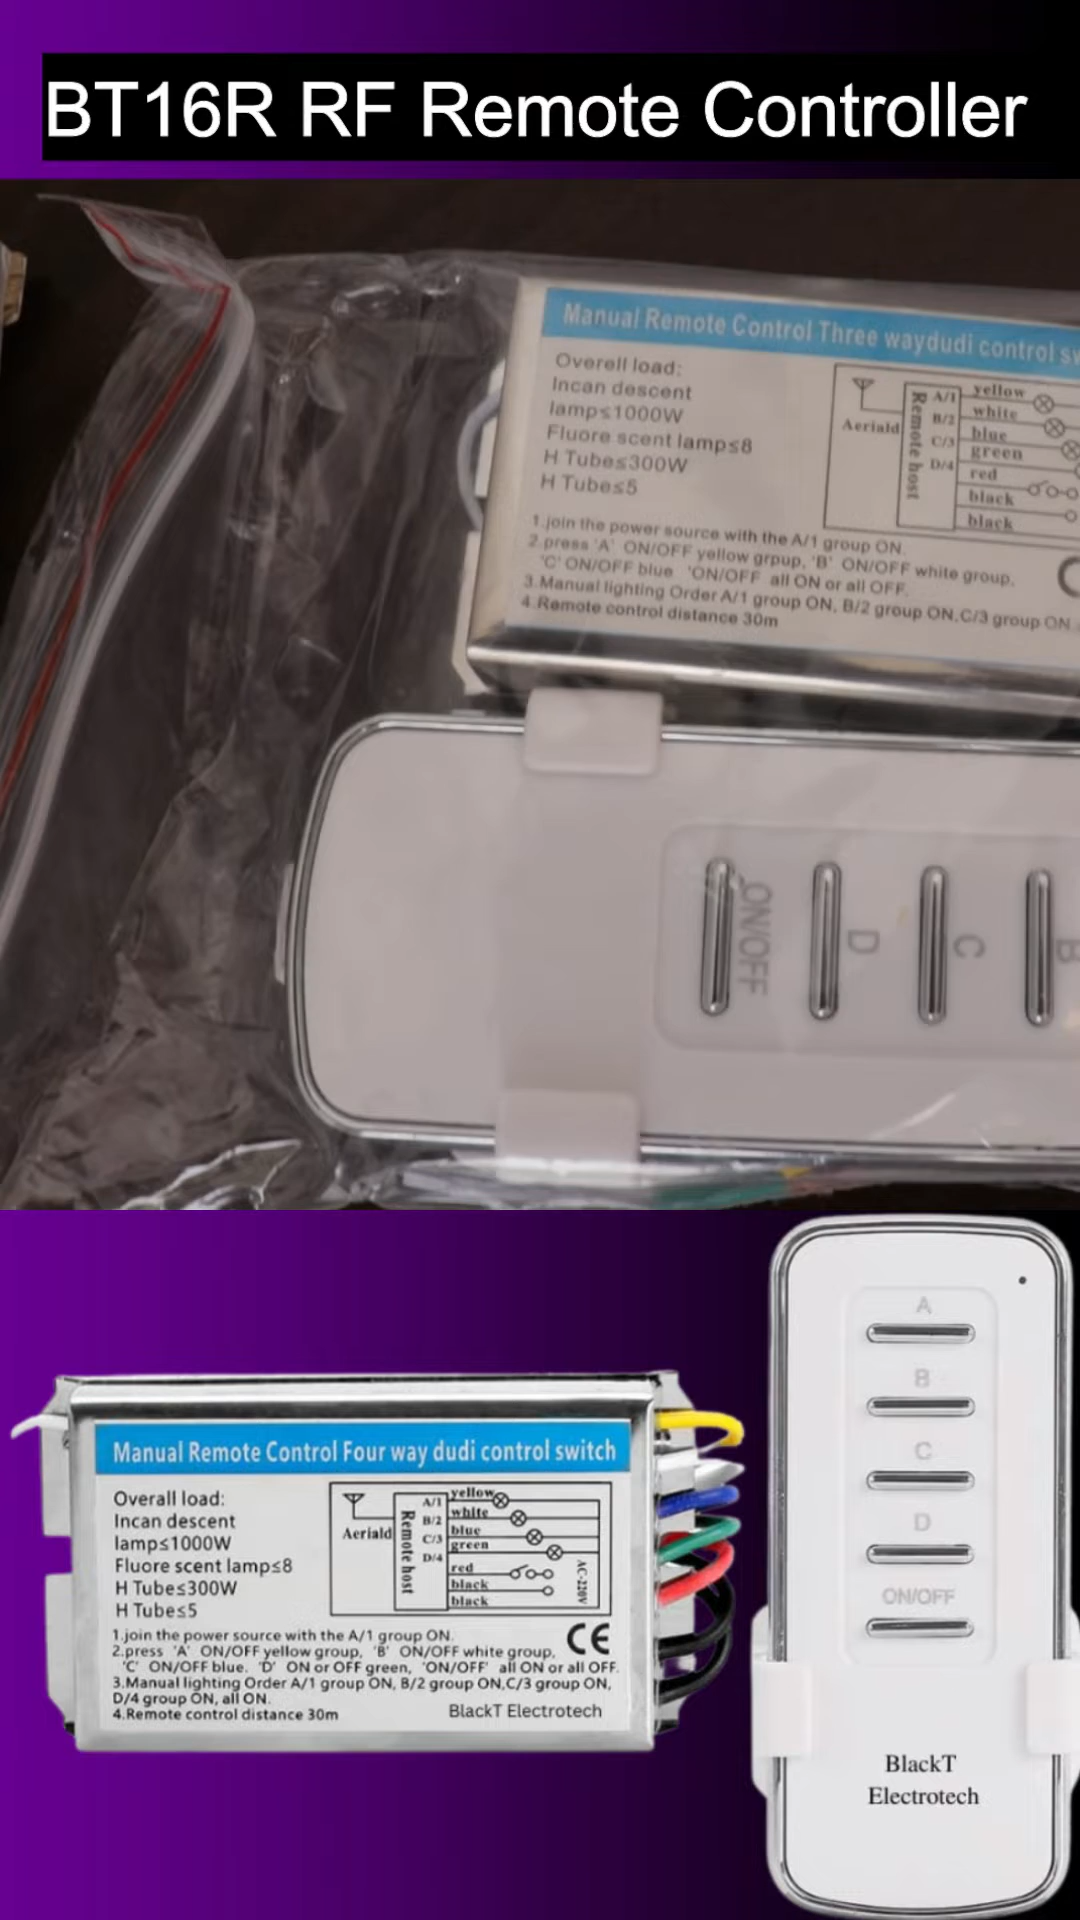 BT16R RF Remote Controller
Manual Remote Control Three waydudi control
Overell load:
Incan descent
lamp≤1000W
Fluore scent lamp≤8
H Tube≤300W
H Tube≤5
Aeriald
Remote host
A/1 yellow
B/2 white
C/3 blue
D/4 green
red
black
black
1.join the power source with the A/1 group ON.
2.press 'A' ON/OFF yellow grpup, 'B' ON/OFF white group,
'C' ON/OFF blue 'ON/OFF all ON or all OFF.
3.Manual lighting Order A/1 group ON, B/2 group ON,C/3 group ON
4.Remote control distance 30m
ON/OFF
D
C
B
Manual Remote Control Four way dudi control switch
Overall load:
Incan descent
lamp≤1000W
Fluore scent lamp≤8
H Tube≤300W
H Tube≤5
Aeriald
Remote host
A/1 yellow
B/2 white
C/3 blue
D/4 green
red
black
black
AC-220V
1.join the power source with the A/1 group ON.
2.press 'A' ON/OFF yellow group, 'B' ON/OFF white group,
'C' ON/OFF blue. 'D' ON or OFF green, 'ON/OFF' all ON or all OFF.
3.Manual lighting Order A/1 group ON, B/2 group ON,C/3 group ON,
D/4 group ON, all ON.
4.Remote control distance 30m
CE
BlackT Electrotech
A
B
C
D
ON/OFF
BlackT
Electrotech